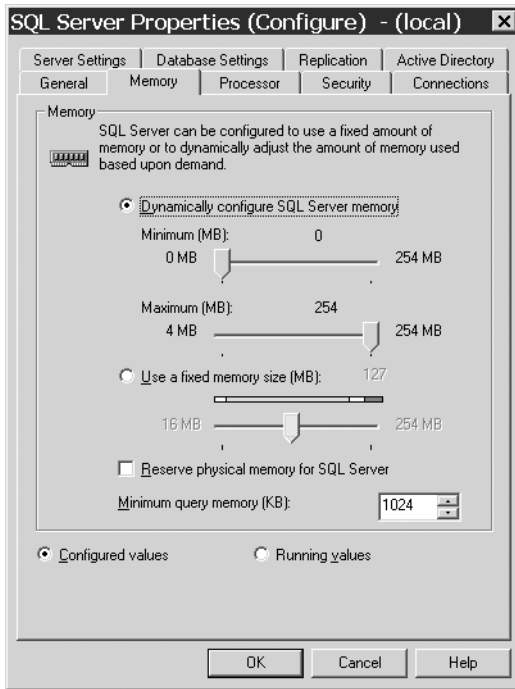 SQL Server Properties (Configure) - (local)
Server Settings Database Settings Replication Active Directory
General Memory Processor Security Connections
Memory
SQL Server can be configured to use a fixed amount of
memory or to dynamically adjust the amount of memory used
based upon demand.
Dynamically configure SQL Server memory
Minimum (MB): 0
0 MB 254 MB
Maximum (MB): 254
4 MB 254 MB
Use a fixed memory size (MB): 127
16 MB 254 MB
Reserve physical memory for SQL Server
Minimum query memory (KB): 1024
Configured values Running values
OK Cancel Help